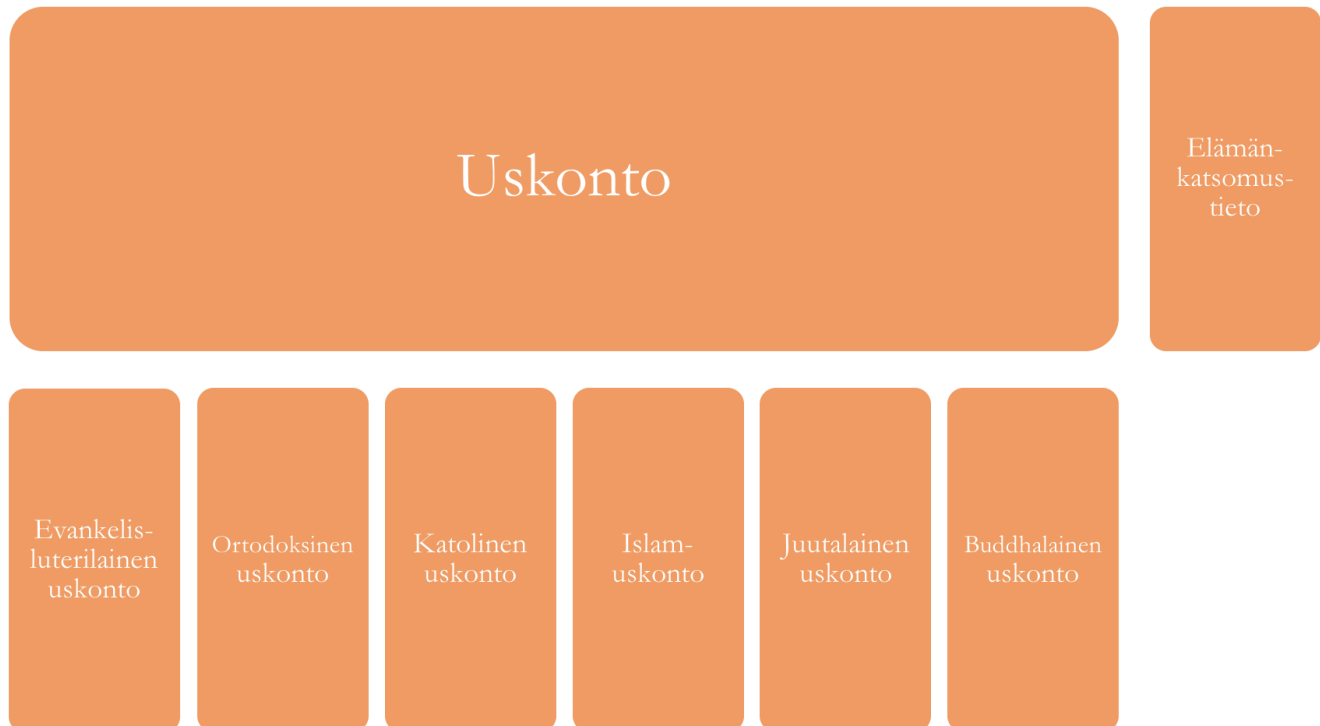 Uskonto
Elämän-
katsomus-
tieto
Evankelis-
luterilainen
uskonto
Ortodoksinen
uskonto
Katolinen
uskonto
Islam-
uskonto
Juutalainen
uskonto
Buddhalainen
uskonto